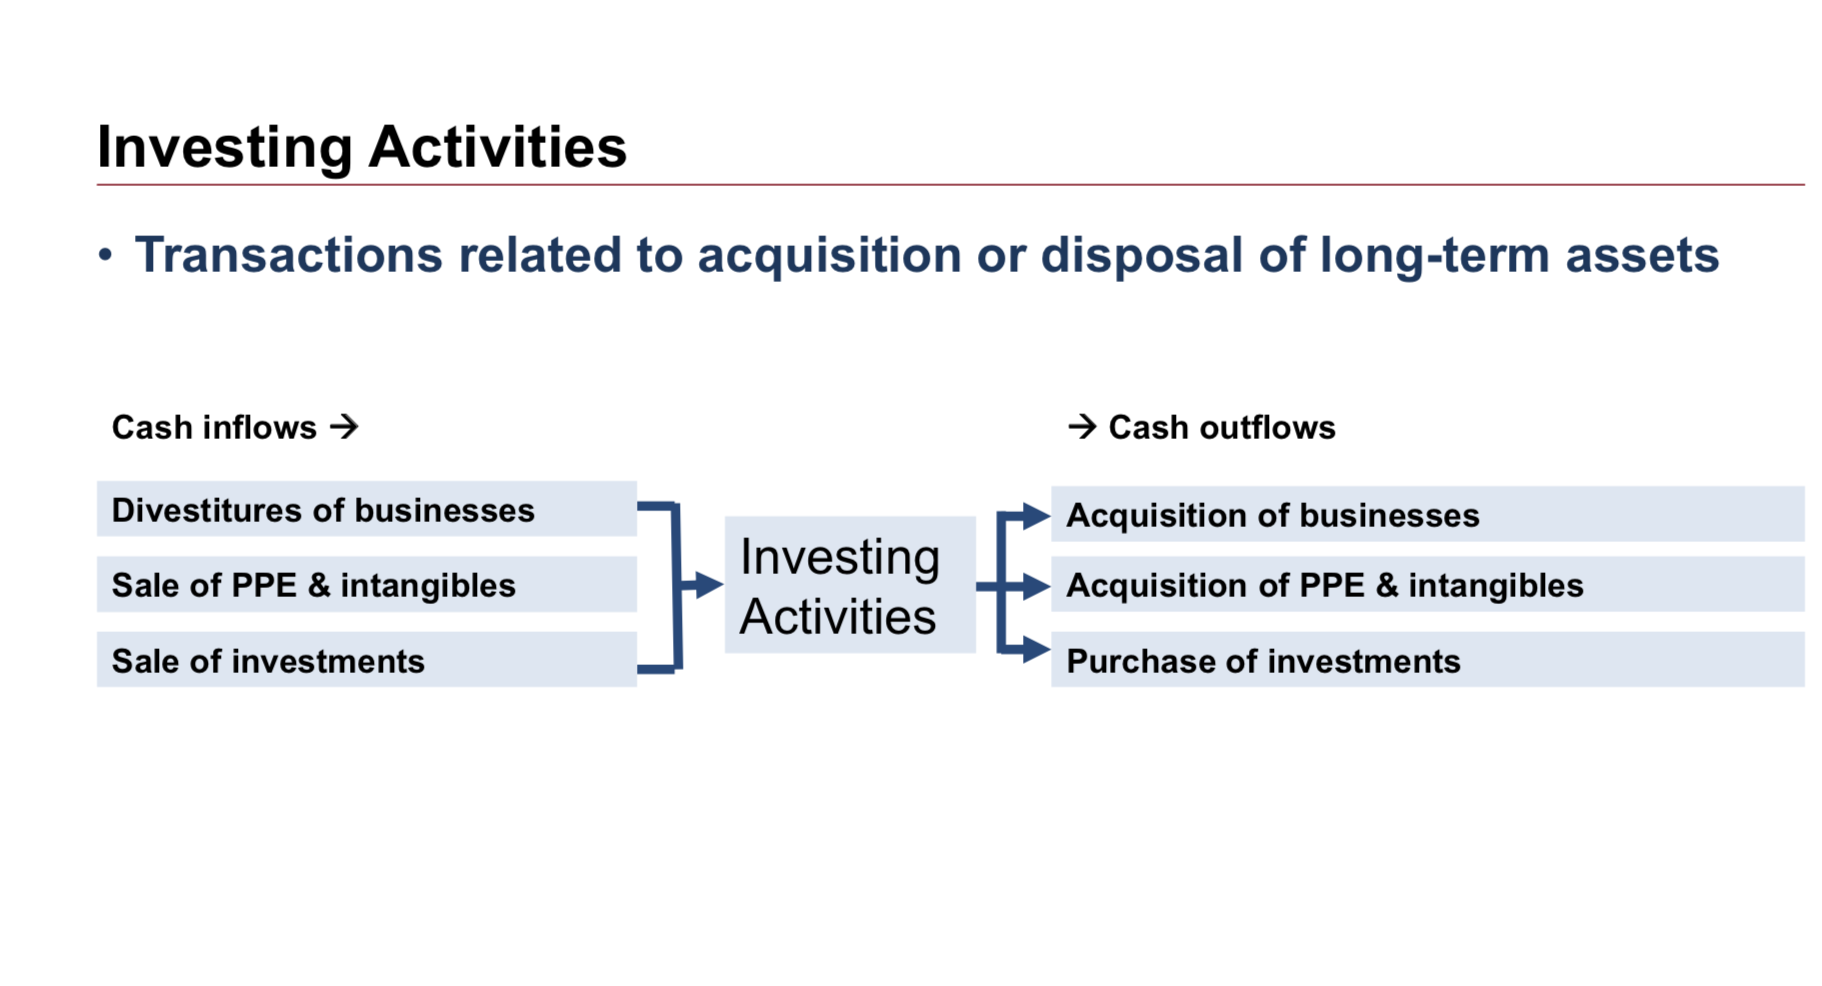 Investing Activities
• Transactions related to acquisition or disposal of long-term assets
Cash inflows →
→ Cash outflows
Divestitures of businesses
Sale of PPE & intangibles
Sale of investments
Investing
Activities
Acquisition of businesses
Acquisition of PPE & intangibles
Purchase of investments